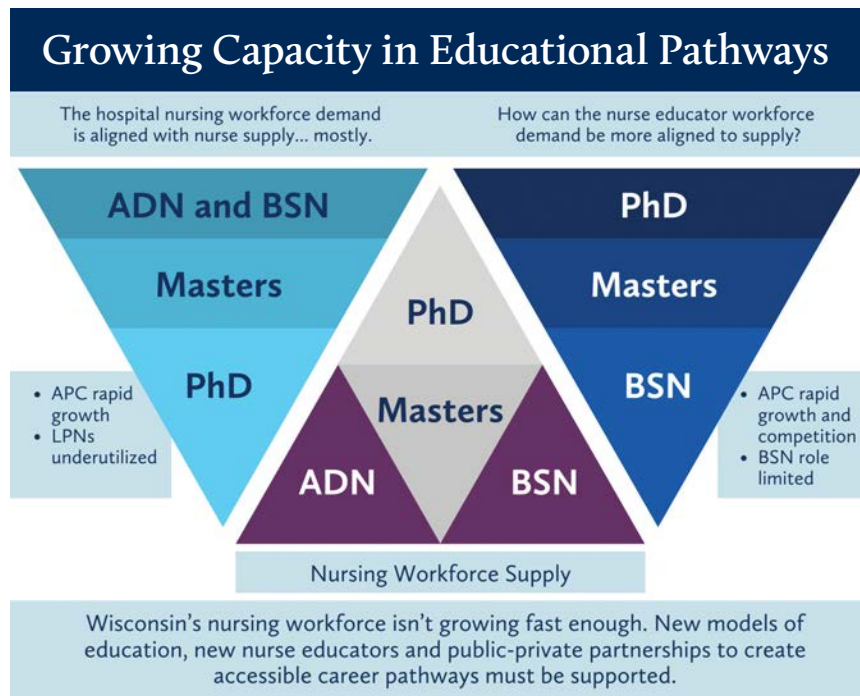 Growing Capacity in Educational Pathways
The hospital nursing workforce demand
is aligned with nurse supply... mostly.
How can the nurse educator workforce
demand be more aligned to supply?
ADN and BSN
Masters
PhD
• APC rapid
growth
• LPNs
underutilized
PhD
Masters
ADN
BSN
Nursing Workforce Supply
PhD
Masters
BSN
• APC rapid
growth and
competition
• BSN role
limited
Wisconsin's nursing workforce isn't growing fast enough. New models of
education, new nurse educators and public-private partnerships to create
accessible career pathways must be supported.